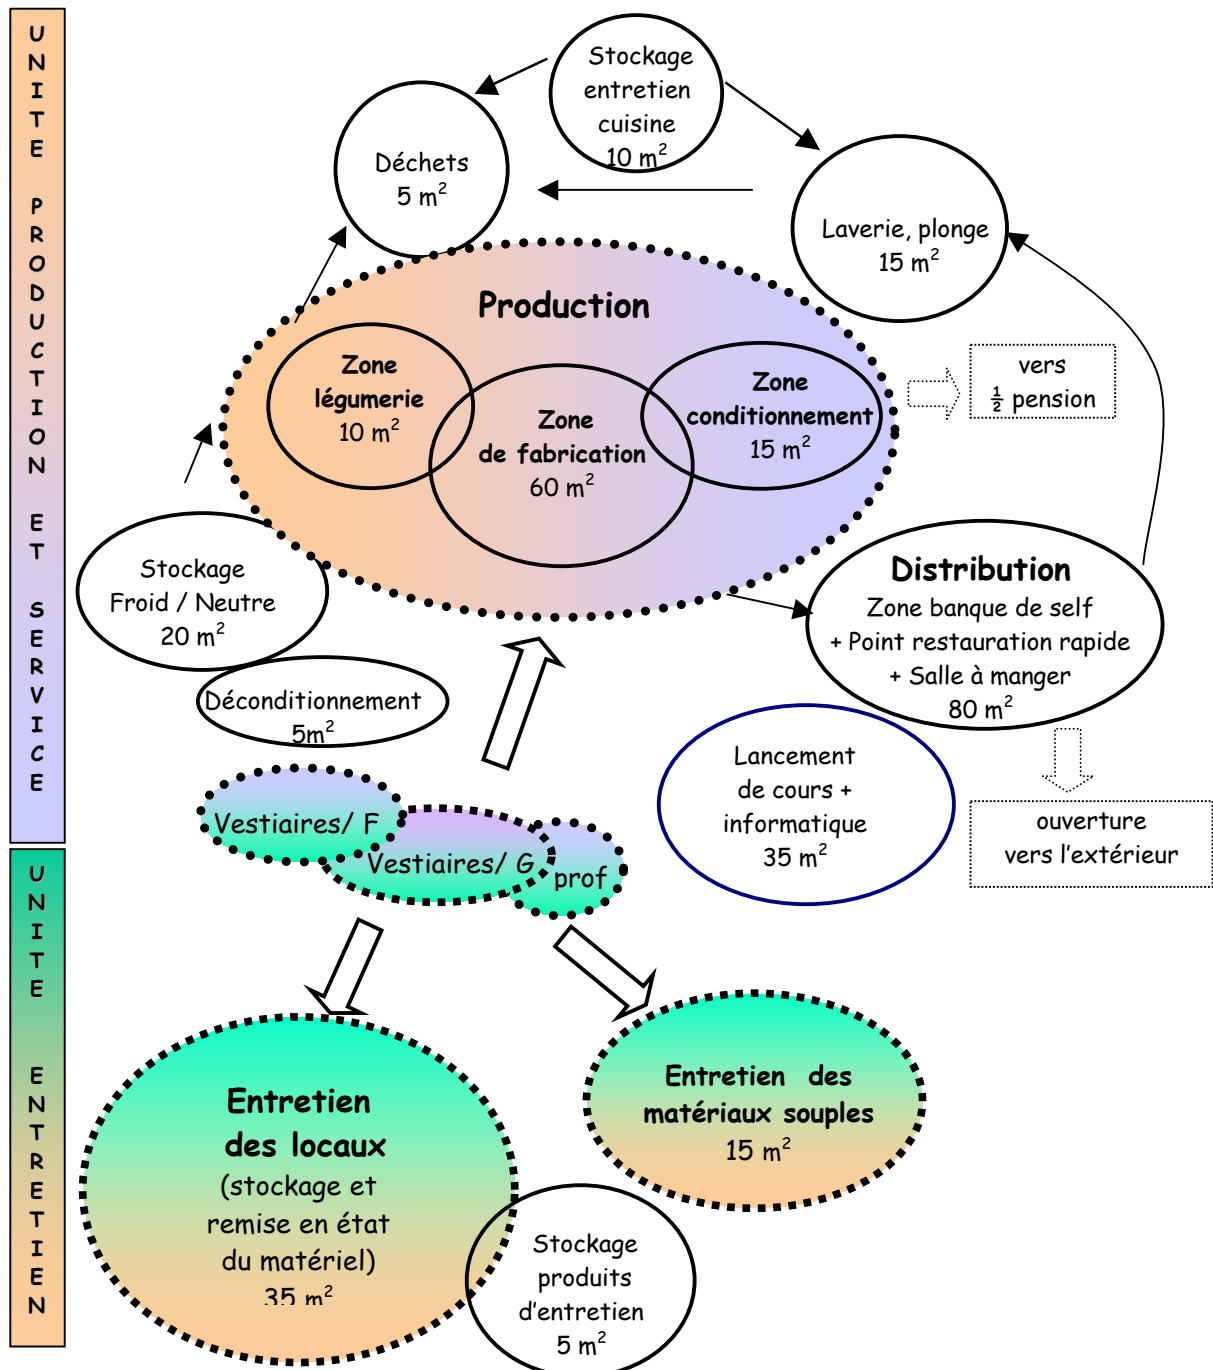 UNITE PRODUCTION ET SERVICE
Stockage
entretien
cuisine
10 m²
Déchets
5 m²
Laverie, plonge
15 m²
Production
Zone
légumerie
10 m²
Zone
de fabrication
60 m²
Zone
conditionnement
15 m²
vers
½ pension
Stockage
Froid / Neutre
20 m²
Déconditionnement
5m²
Distribution
Zone banque de self
+ Point restauration rapide
+ Salle à manger
80 m²
Lancement
de cours +
informatique
35 m²
ouverture
vers l'extérieur
Vestiaires/ F
Vestiaires/ G
prof
UNITE ENTRETIEN
Entretien
des locaux
(stockage et
remise en état
du matériel)
35 m²
Entretien des
matériaux souples
15 m²
Stockage
produits
d'entretien
5 m²